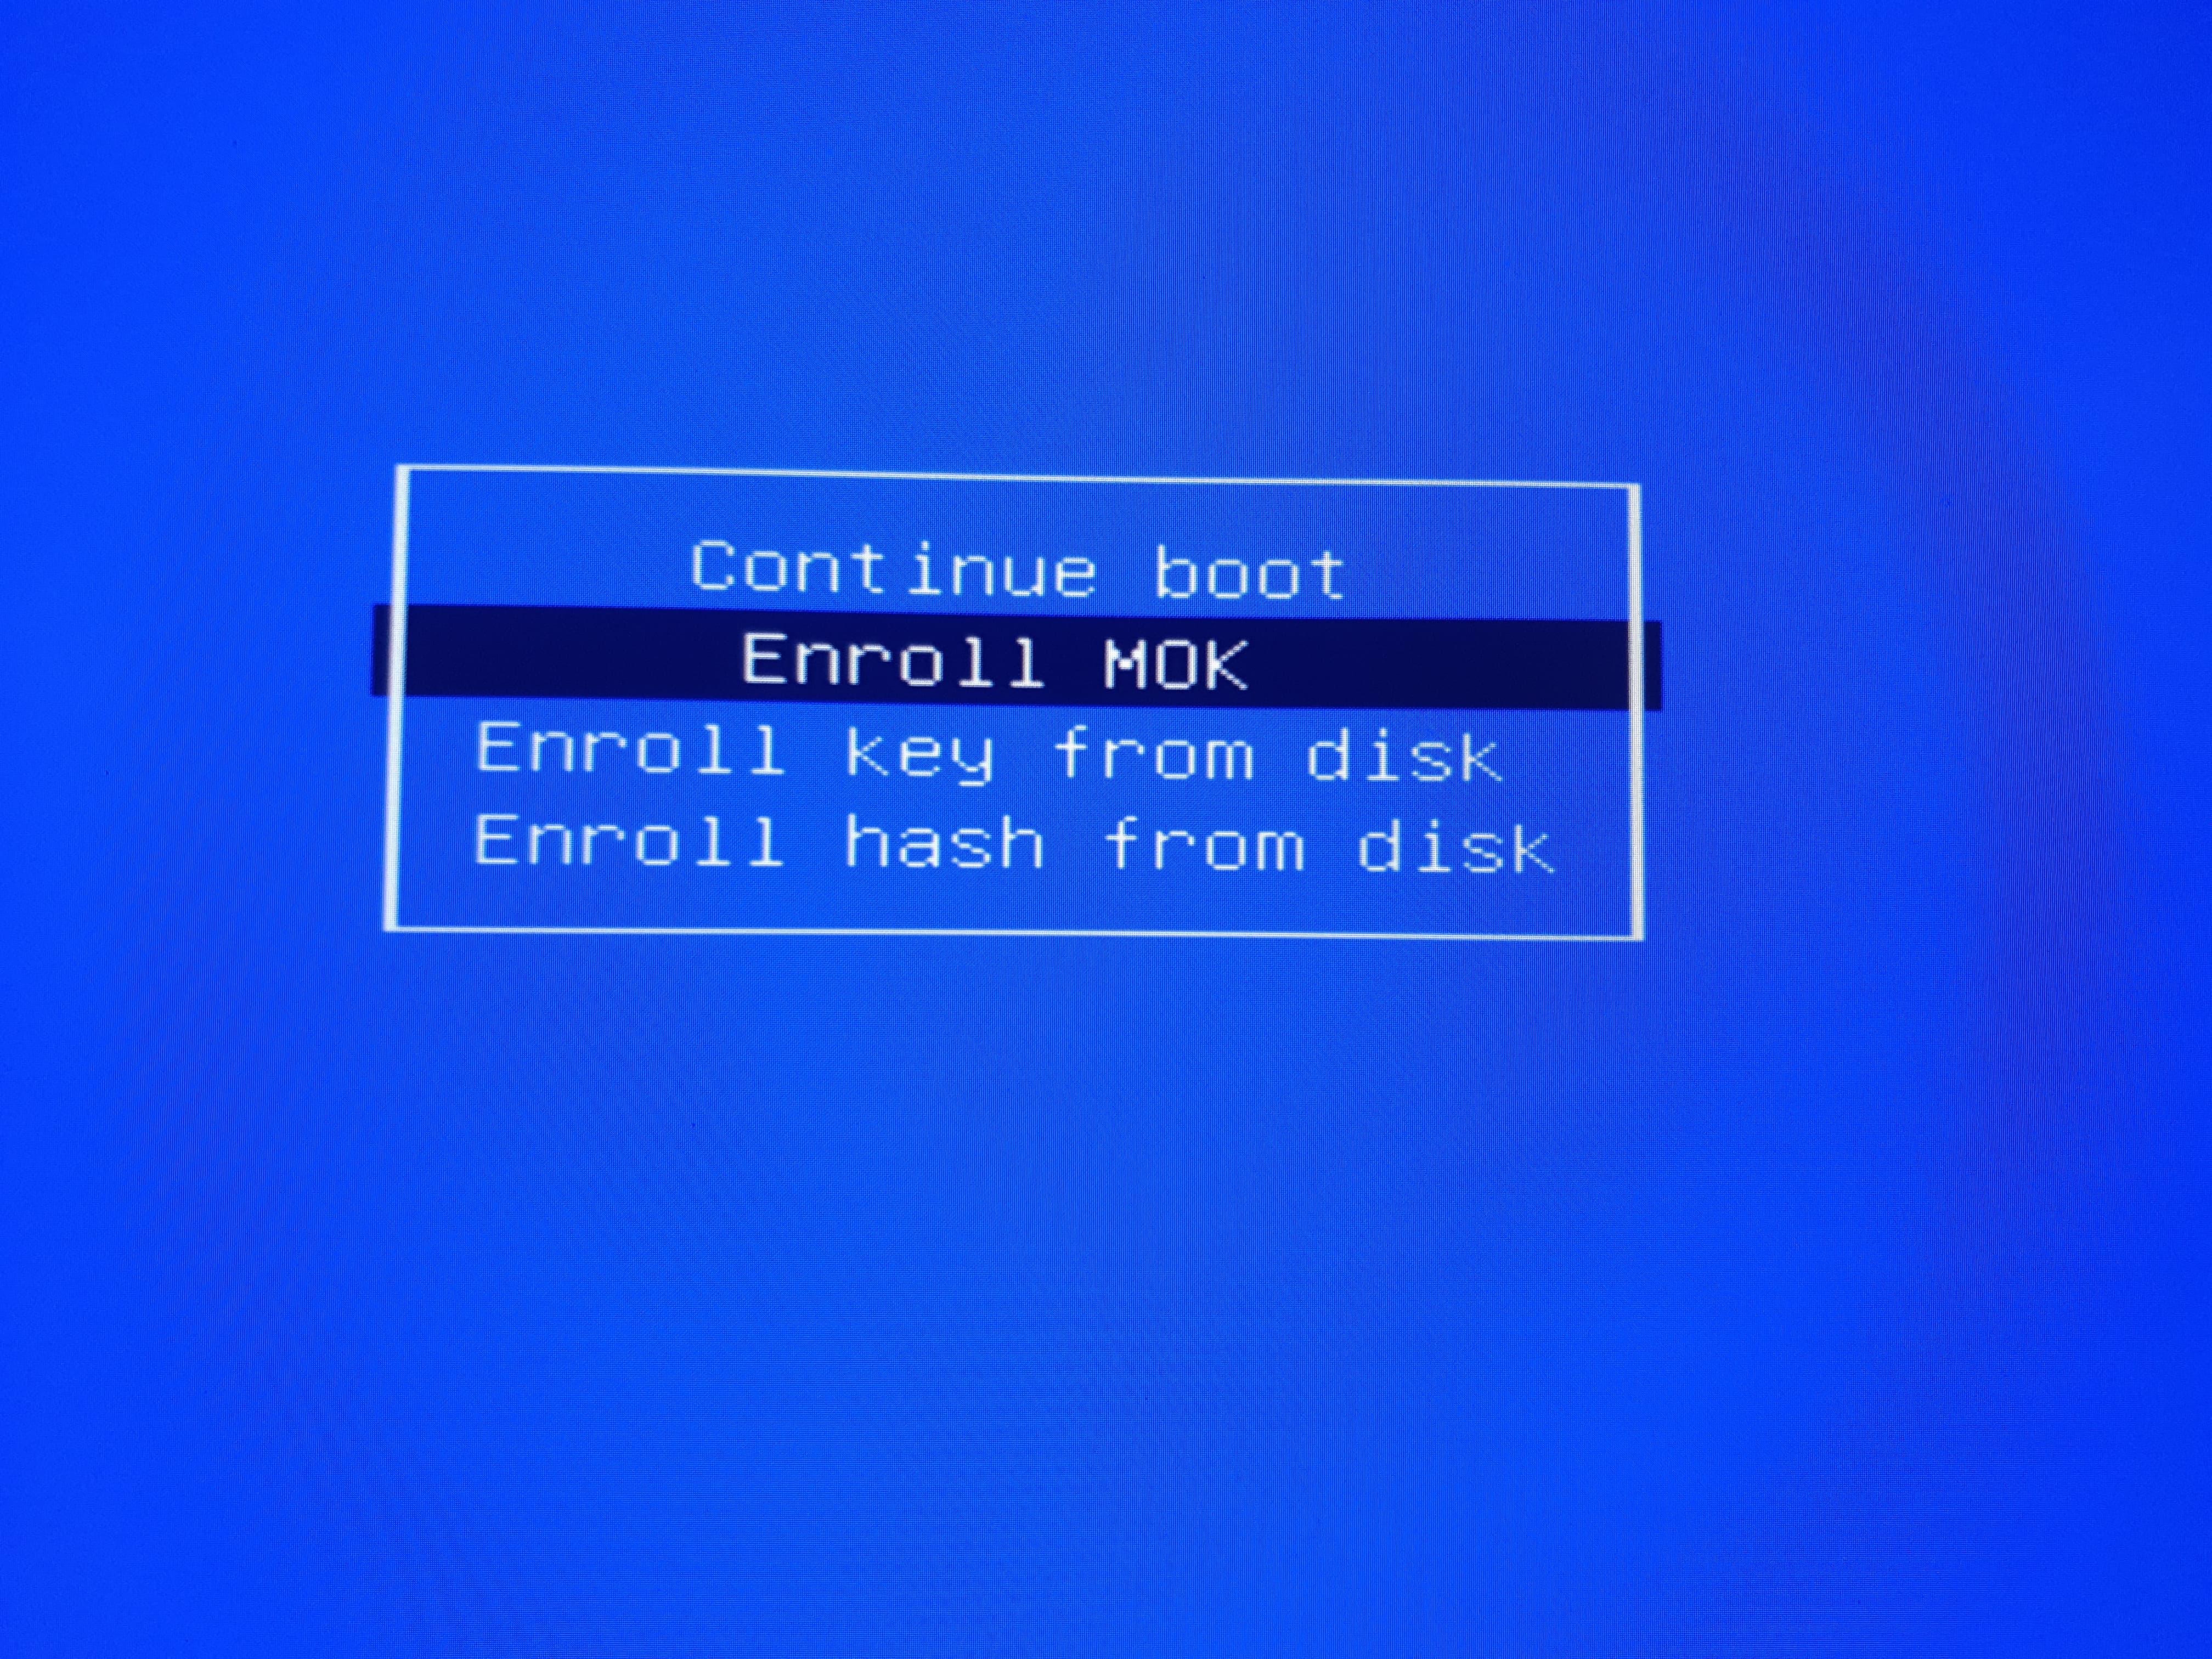 Continue boot
Enroll MOK
Enroll key from disk
Enroll hash from disk